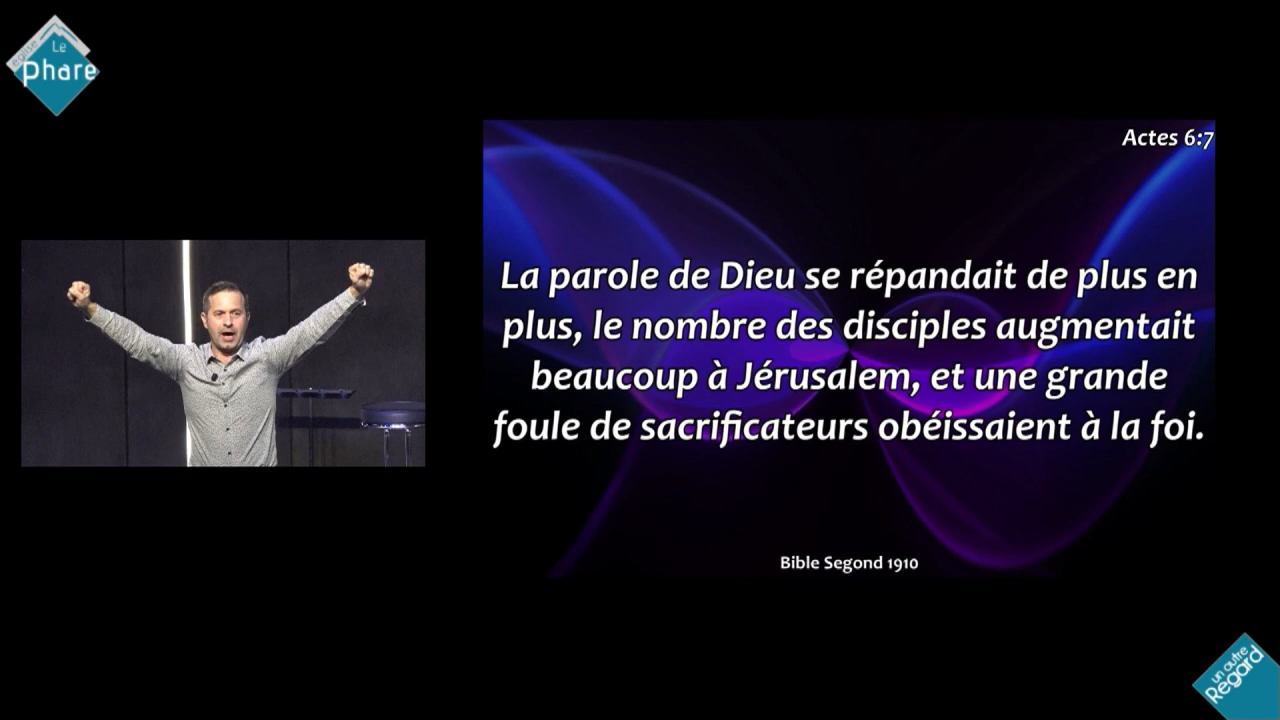 église
Le
phare
Actes 6:7
La parole de Dieu se répandait de plus en
plus, le nombre des disciples augmentait
beaucoup à Jérusalem, et une grande
foule de sacrificateurs obéissaient à la foi.
Bible Segond 1910
un autre
Regard